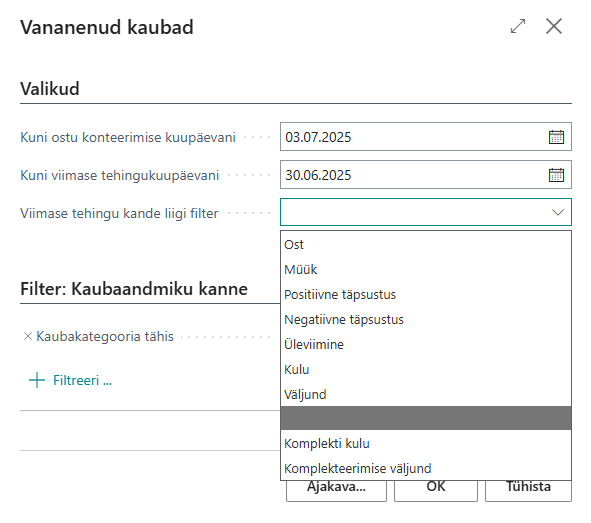 Vananenud kaubad
Valikud
Kuni ostu konteerimise kuupäevani
03.07.2025
Kuni viimase tehingukuupäevani
30.06.2025
Viimase tehingu kande liigi filter
Ost
Müük
Positiivne täpsustus
Negatiivne täpsustus
Üleviimine
Kulu
Väljund
Komplekti kulu
Komplekteerimise väljund
Filter: Kaubaandmiku kanne
Kaubakategooria tähis
Filtreeri ...
Ajakava...
OK
Tühista